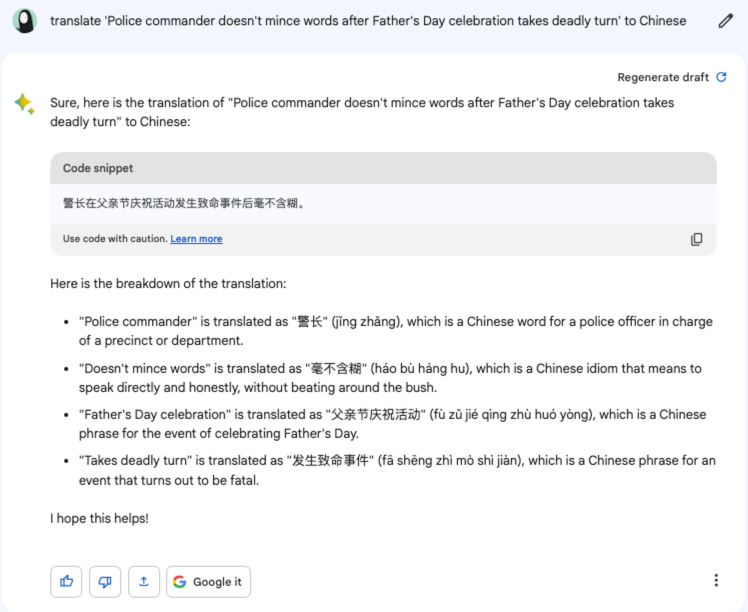 translate 'Police commander doesn't mince words after Father's Day celebration takes deadly turn' to Chinese
Regenerate draft
Sure, here is the translation of "Police commander doesn't mince words after Father's Day celebration takes
deadly turn" to Chinese:
Code snippet
警长在父亲节庆祝活动发生致命事件后毫不含糊。
Use code with caution. Learn more
Here is the breakdown of the translation:
• "Police commander" is translated as "警长" (jǐng zhǎng), which is a Chinese word for a police officer in charge
of a precinct or department.
• "Doesn't mince words" is translated as "毫不含糊" (háo bù háng hu), which is a Chinese idiom that means to
speak directly and honestly, without beating around the bush.
• "Father's Day celebration" is translated as "父亲节庆祝活动" (fù zǔ jié qìng zhù huó yòng), which is a Chinese
phrase for the event of celebrating Father's Day.
• "Takes deadly turn" is translated as "发生致命事件" (fā shēng zhì mò shì jiàn), which is a Chinese phrase for an
event that turns out to be fatal.
I hope this helps!
Google it